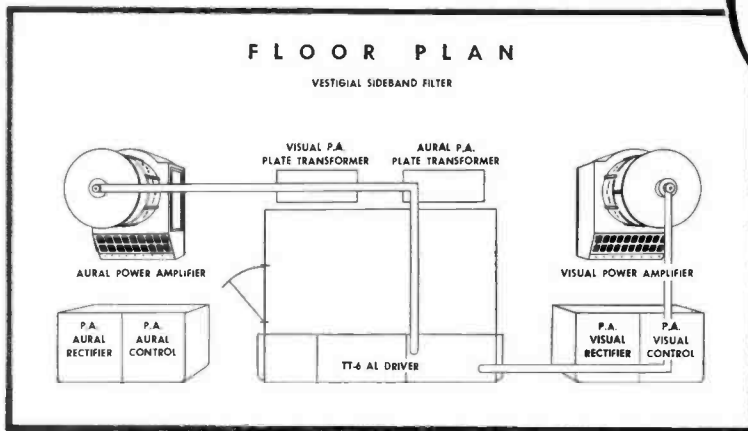 FLOOR PLAN
VESTIGIAL SIDEBAND FILTER
VISUAL P.A.
PLATE TRANSFORMER
AURAL P.A.
PLATE TRANSFORMER
AURAL POWER AMPLIFIER
VISUAL POWER AMPLIFIER
P.A.
AURAL
RECTIFIER
P.A.
AURAL
CONTROL
TT-6 AL DRIVER
P.A.
VISUAL
RECTIFIER
P.A.
VISUAL
CONTROL